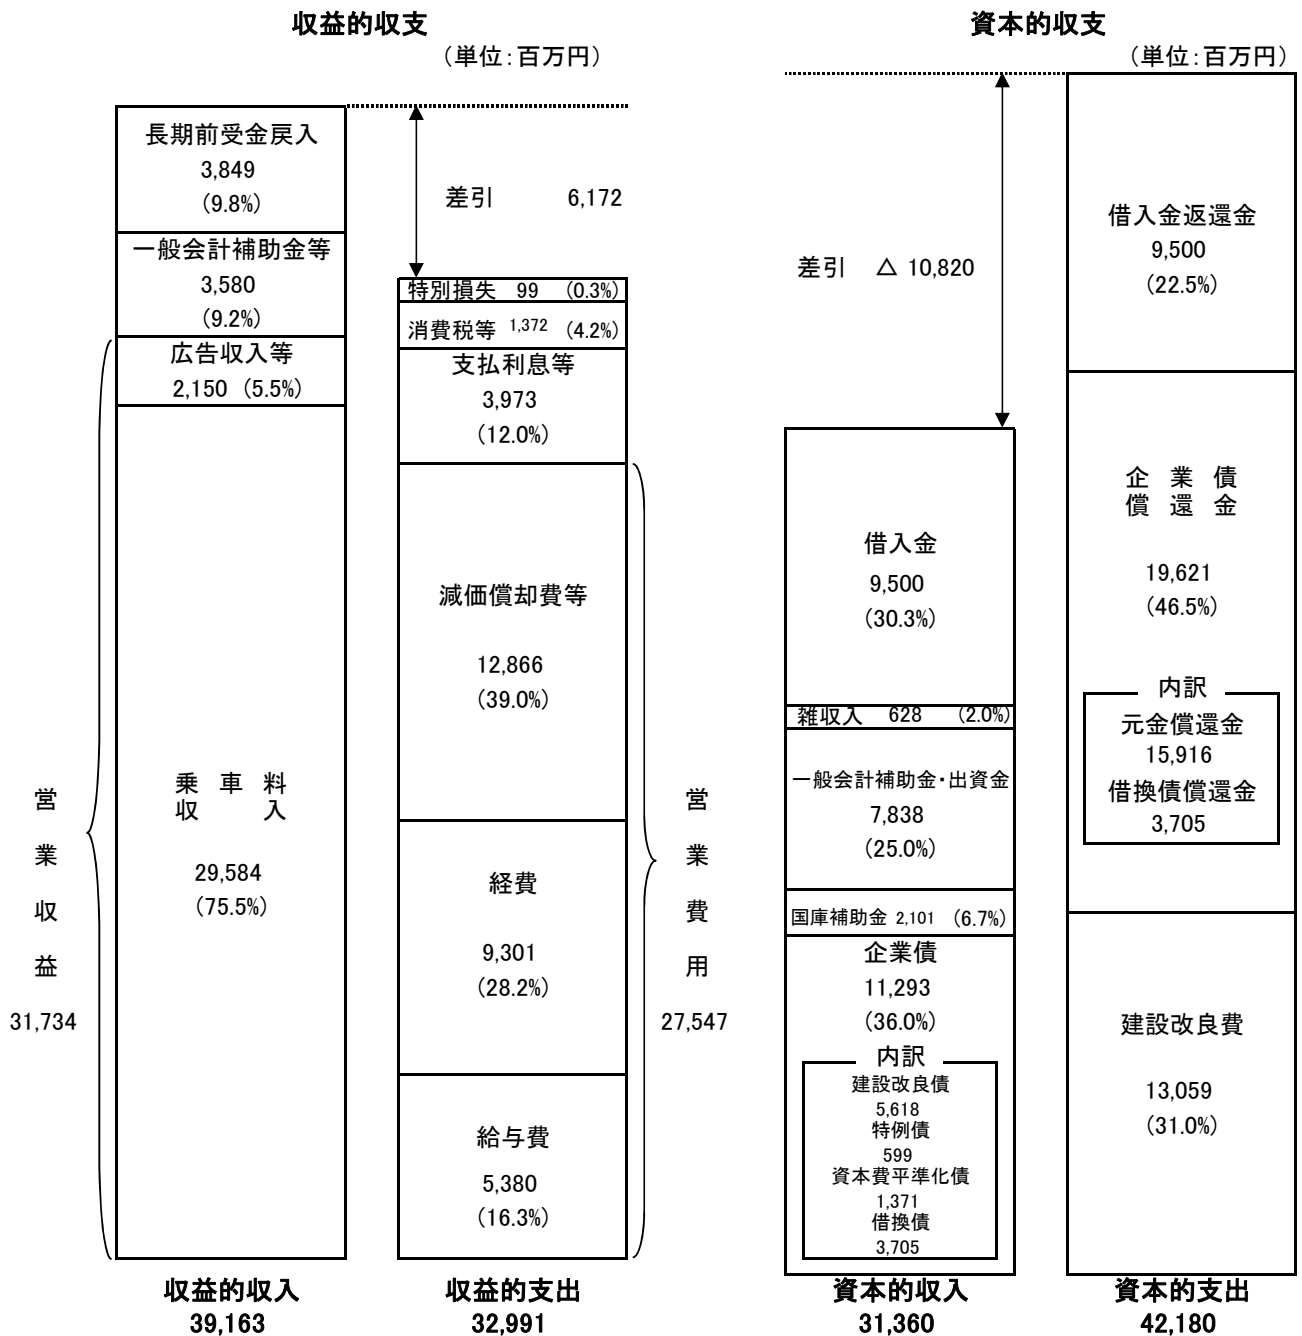 収益的収支
（単位：百万円）
長期前受金戻入
3,849
（9.8%）
一般会計補助金等
3,580
（9.2%）
広告収入等
2,150（5.5%）
乗車料
収入
29,584
（75.5%）
営業収益
31,734
収益的収入
39,163
差引 6,172
特別損失 99 （0.3%）
消費税等 1,372 （4.2%）
支払利息等
3,973
（12.0%）
減価償却費等
12,866
（39.0%）
経費
9,301
（28.2%）
給与費
5,380
（16.3%）
営業費用
27,547
収益的支出
32,991
資本的収支
（単位：百万円）
差引 △ 10,820
借入金
9,500
（30.3%）
雑収入 628 （2.0%）
一般会計補助金・出資金
7,838
（25.0%）
国庫補助金 2,101 （6.7%）
企業債
11,293
（36.0%）
内訳
建設改良債
5,618
特例債
599
資本費平準化債
1,371
借換債
3,705
資本的収入
31,360
借入金返還金
9,500
（22.5%）
企業債
償還金
19,621
（46.5%）
内訳
元金償還金
15,916
借換債償還金
3,705
建設改良費
13,059
（31.0%）
資本的支出
42,180